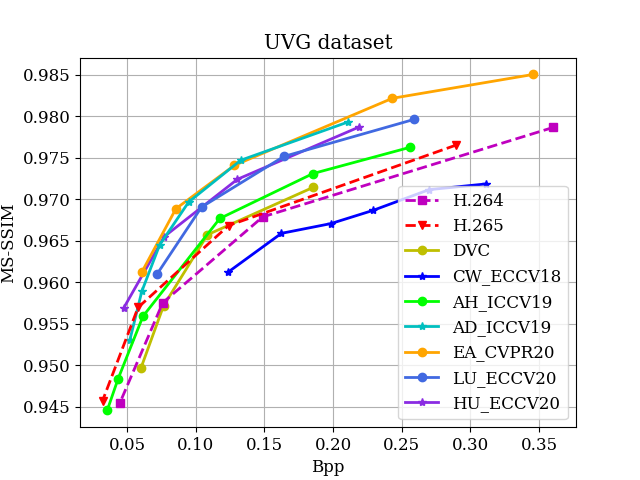 UVG dataset
MS-SSIM
0.985
0.980
0.975
0.970
0.965
0.960
0.955
0.950
0.945
0.05 0.10 0.15 0.20 0.25 0.30 0.35
Bpp
H.264
H.265
DVC
CW_ECCV18
AH_ICCV19
AD_ICCV19
EA_CVPR20
LU_ECCV20
HU_ECCV20